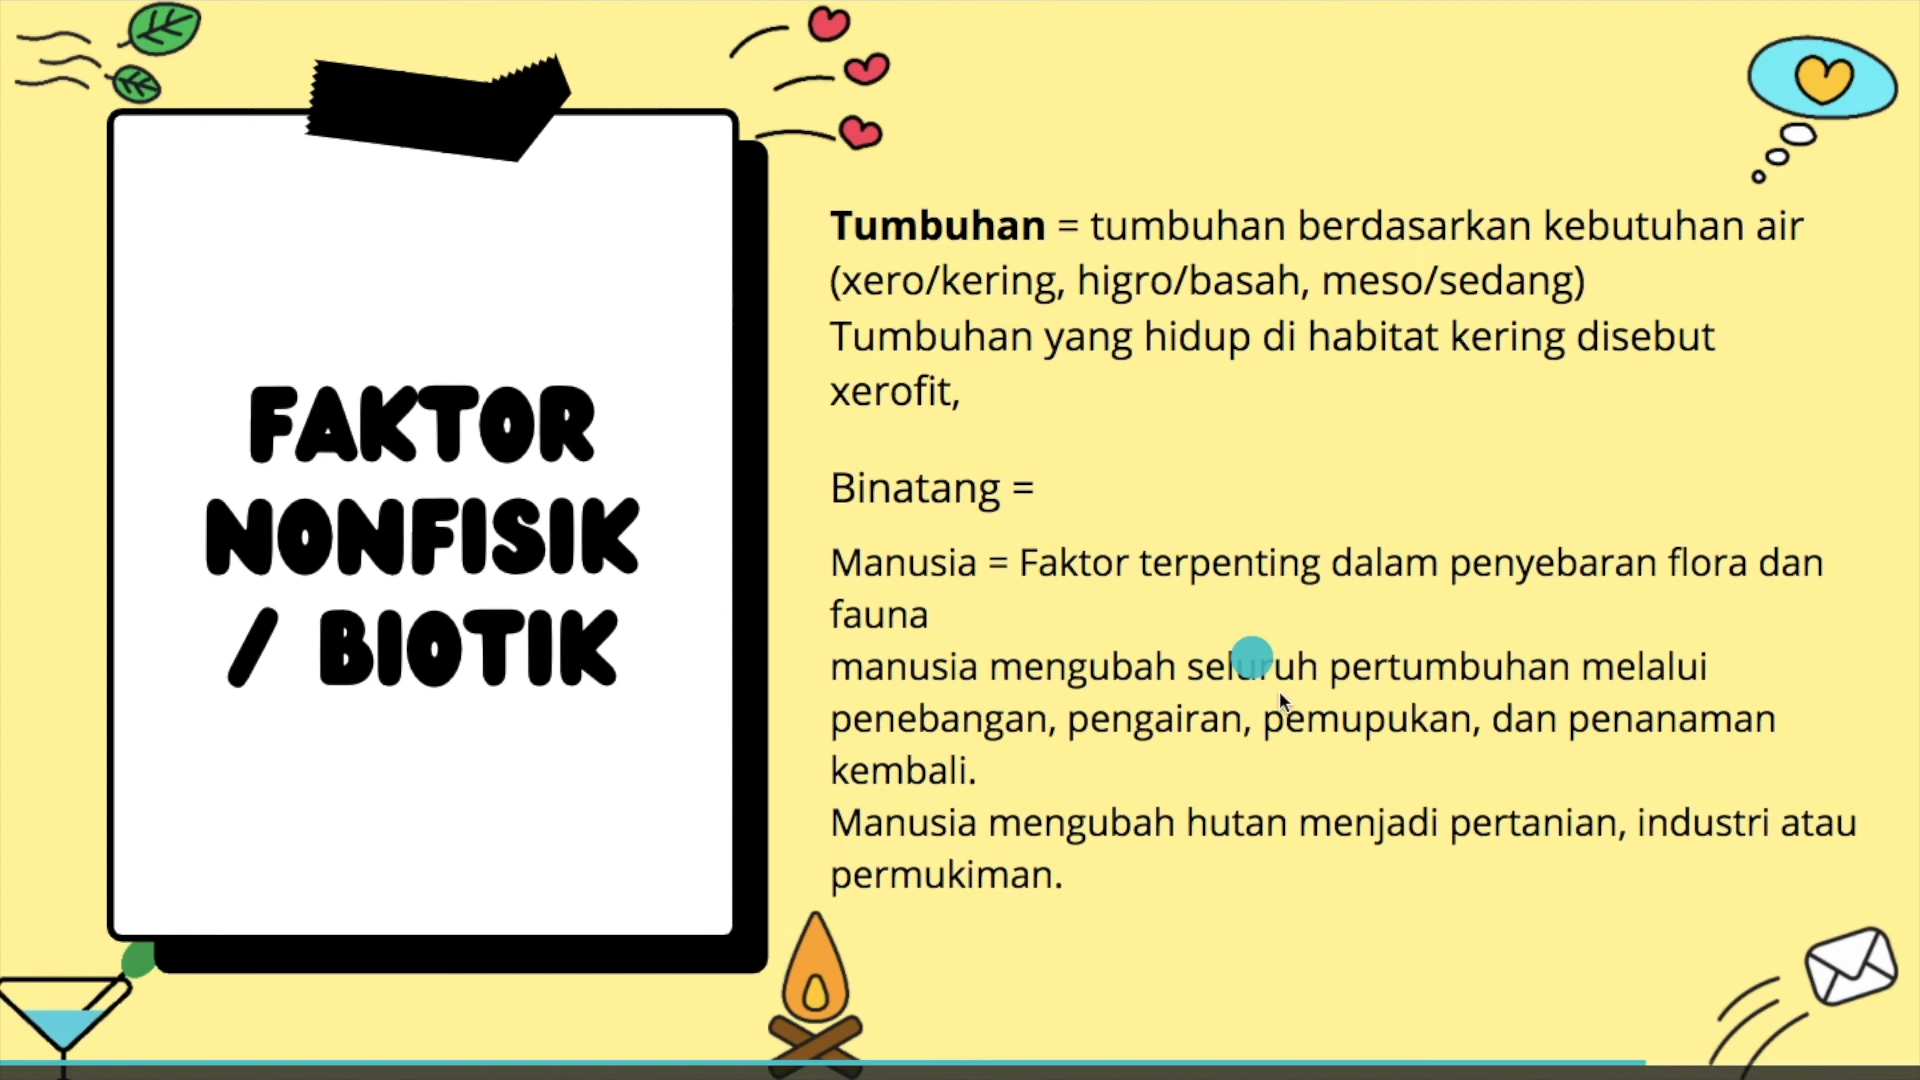 FAKTOR
NONFISIK
/ BIOTIK
Tumbuhan = tumbuhan berdasarkan kebutuhan air
(xero/kering, higro/basah, meso/sedang)
Tumbuhan yang hidup di habitat kering disebut
xerofit,
Binatang =
Manusia = Faktor terpenting dalam penyebaran flora dan
fauna
manusia mengubah seluruh pertumbuhan melalui
penebangan, pengairan, pemupukan, dan penanaman
kembali.
Manusia mengubah hutan menjadi pertanian, industri atau
permukiman.